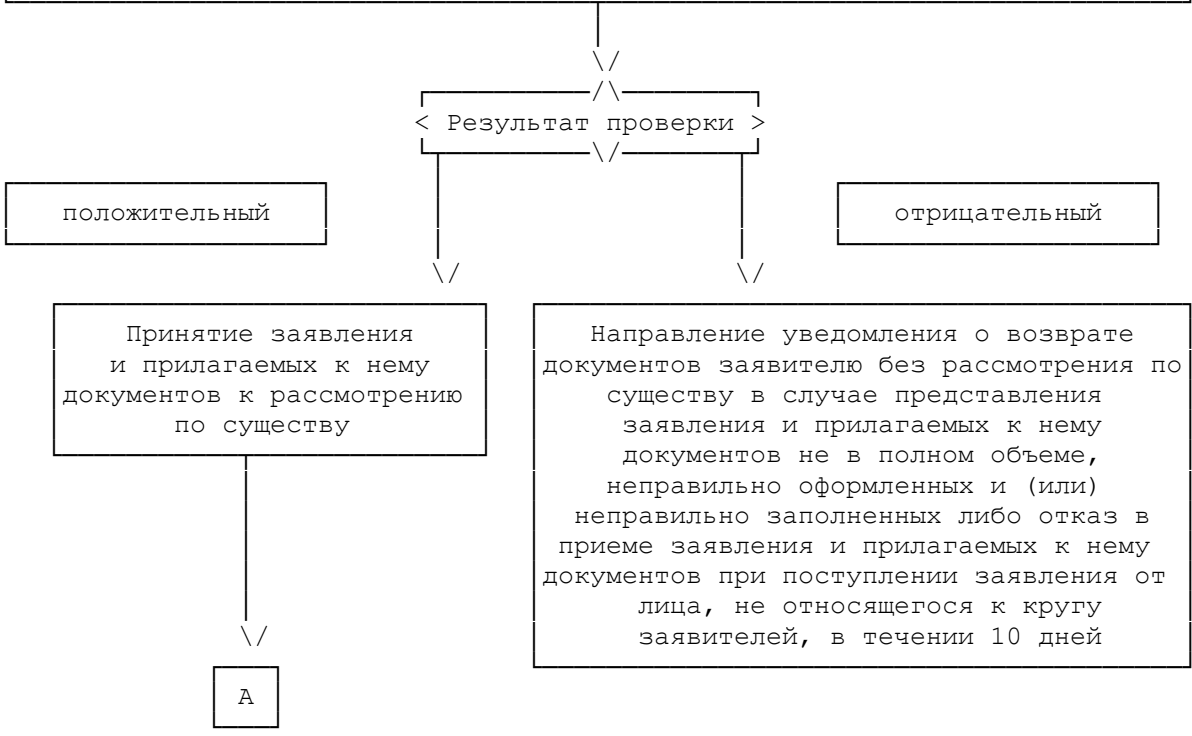 Результат проверки
положительный
отрицательный
Принятие заявления
и прилагаемых к нему
документов к рассмотрению
по существу
Направление уведомления о возврате
документов заявителю без рассмотрения по
существу в случае представления
заявления и прилагаемых к нему
документов не в полном объеме,
неправильно оформленных и (или)
неправильно заполненных либо отказ в
приеме заявления и прилагаемых к нему
документов при поступлении заявления от
лица, не относящегося к кругу
заявителей, в течении 10 дней
А